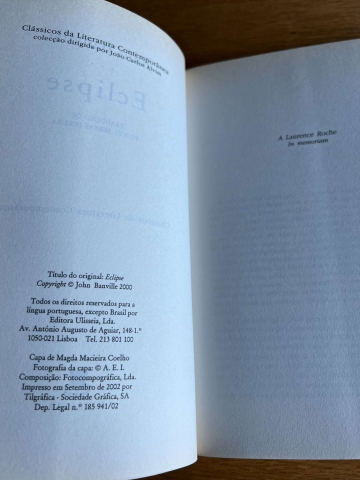 Clássicos da Literatura Contemporânea
colecção dirigida por João Carlos Alvim
Eclipse
Título do original: Eclipse
Copyright © John Banville 2000
Todos os direitos reservados para a
língua portuguesa, excepto Brasil por
Editora Ulisseia, Lda.
Av. António Augusto de Aguiar, 148-1.º
1050-021 Lisboa Tel. 213 801 100
Capa de Magda Macieira Coelho
Fotografia da capa: © A. E. I.
Composição: Fotocompográfica, Lda.
Impresso em Setembro de 2002 por
Tilgráfica - Sociedade Gráfica, SA
Dep. Legal n.º 185 941/02
A Laurence Roche
in memoriam